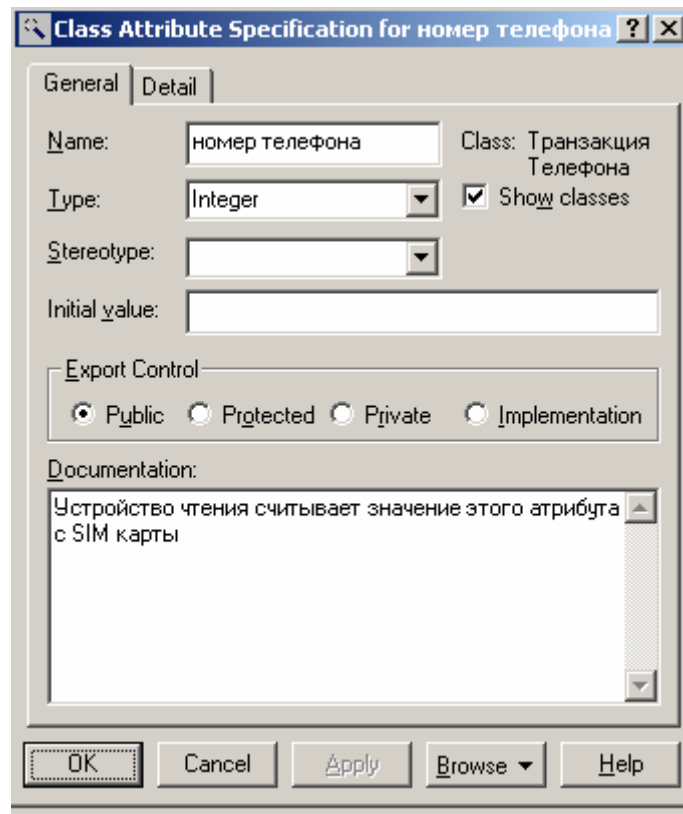 Class Attribute Specification for номер телефона
General Detail
Name: номер телефона Class: Транзакция
Телефона
Type: Integer Show classes
Stereotype:
Initial value:
Export Control
Public Protected Private Implementation
Documentation:
Устройство чтения считывает значение этого атрибута
с SIM карты
OK Cancel Apply Browse Help